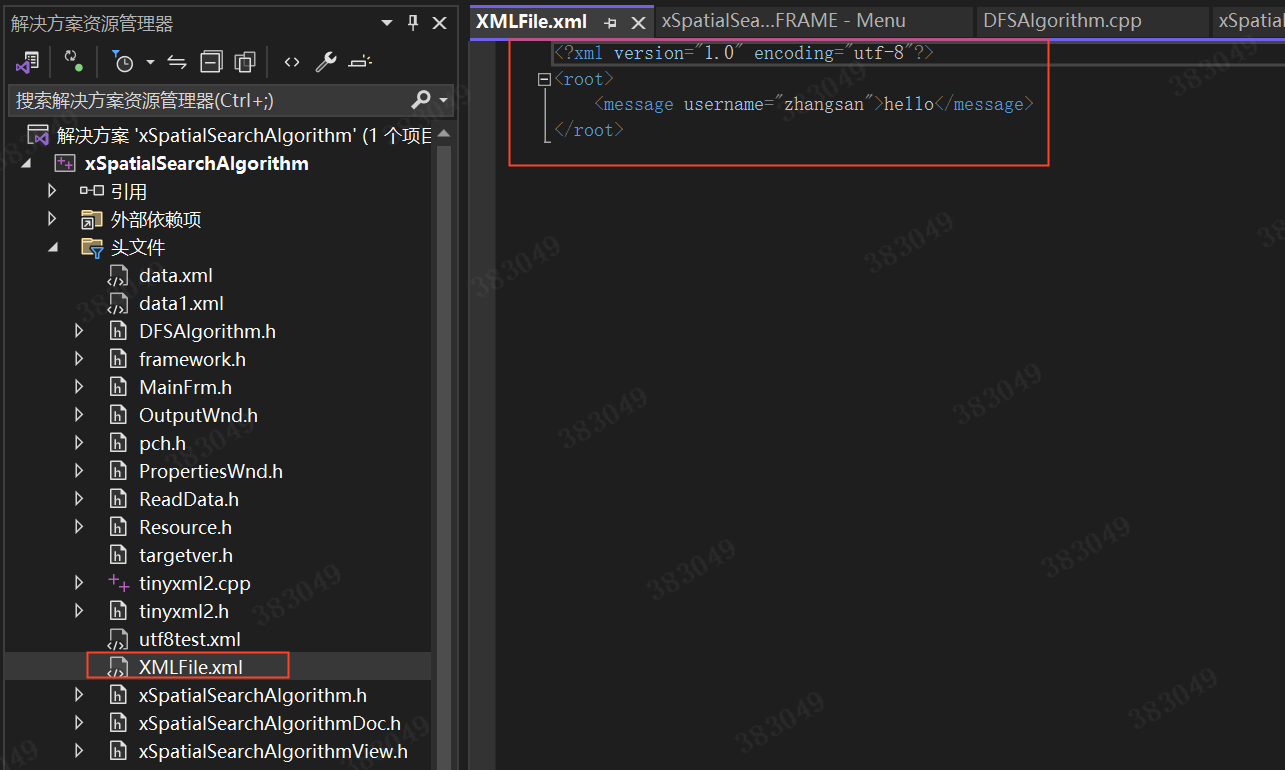 解决方案资源管理器
搜索解决方案资源管理器(Ctrl+;)
解决方案 'xSpatialSearchAlgorithm' (1 个项目
xSpatialSearchAlgorithm
引用
外部依赖项
头文件
data.xml
data1.xml
DFSAlgorithm.h
framework.h
MainFrm.h
OutputWnd.h
pch.h
PropertiesWnd.h
ReadData.h
Resource.h
targetver.h
tinyxml2.cpp
tinyxml2.h
utf8test.xml
XMLFile.xml
xSpatialSearchAlgorithm.h
xSpatialSearchAlgorithmDoc.h
xSpatialSearchAlgorithmView.h
XMLFile.xml
xSpatialSea...FRAME - Menu
DFSAlgorithm.cpp
xSpatial
<?xml version="1.0" encoding="utf-8"?>
<root>
<message username="zhangsan">hello</message>
</root>
383049
383049
383049
383049
383049
383049
383049
383049
383049
383049
383049
383049